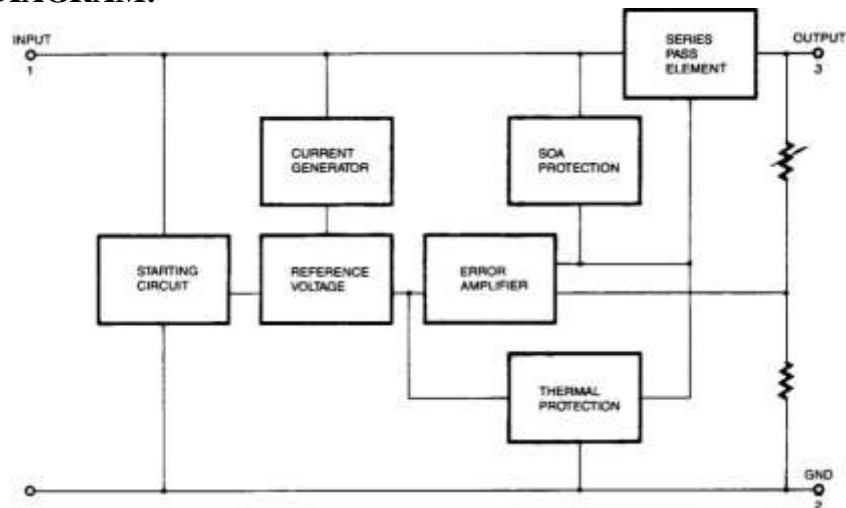 DIAGRAM:
INPUT
1
SERIES
PASS
ELEMENT
OUTPUT
3
CURRENT
GENERATOR
SOA
PROTECTION
STARTING
CIRCUIT
REFERENCE
VOLTAGE
ERROR
AMPLIFIER
THERMAL
PROTECTION
GND
2